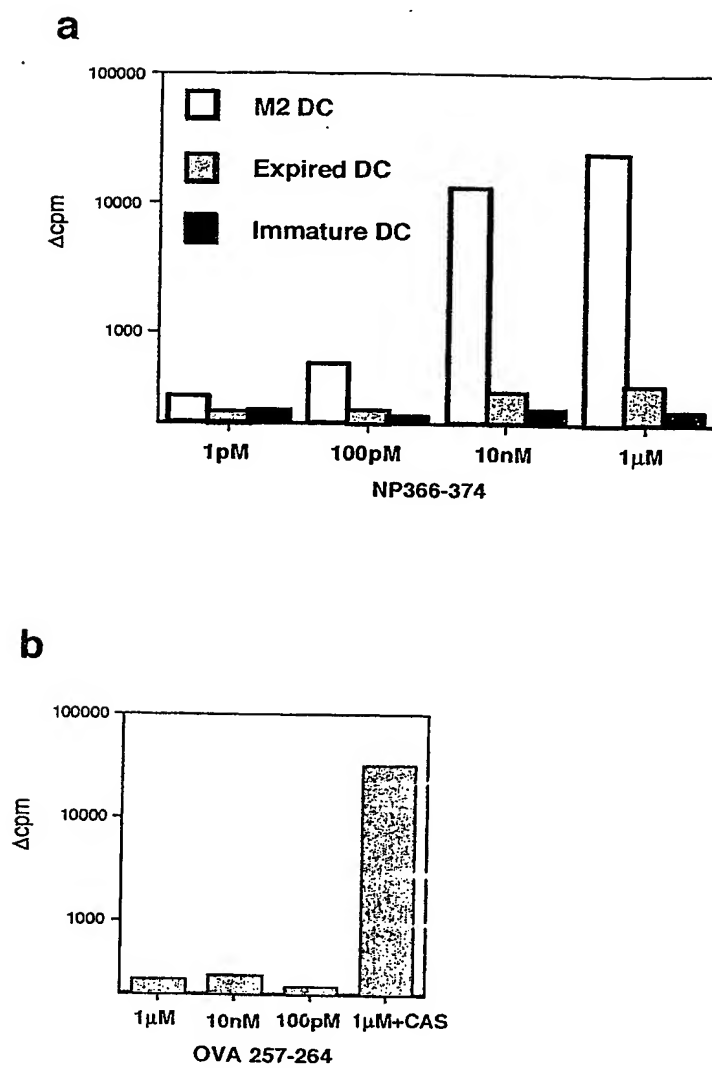 a
100000
10000
1000
Δcpm
M2 DC
Expired DC
Immature DC
1pM
100pM
10nM
1μM
NP366-374
b
100000
10000
1000
Δcpm
1μM
10nM
100pM
1μM+CAS
OVA 257-264